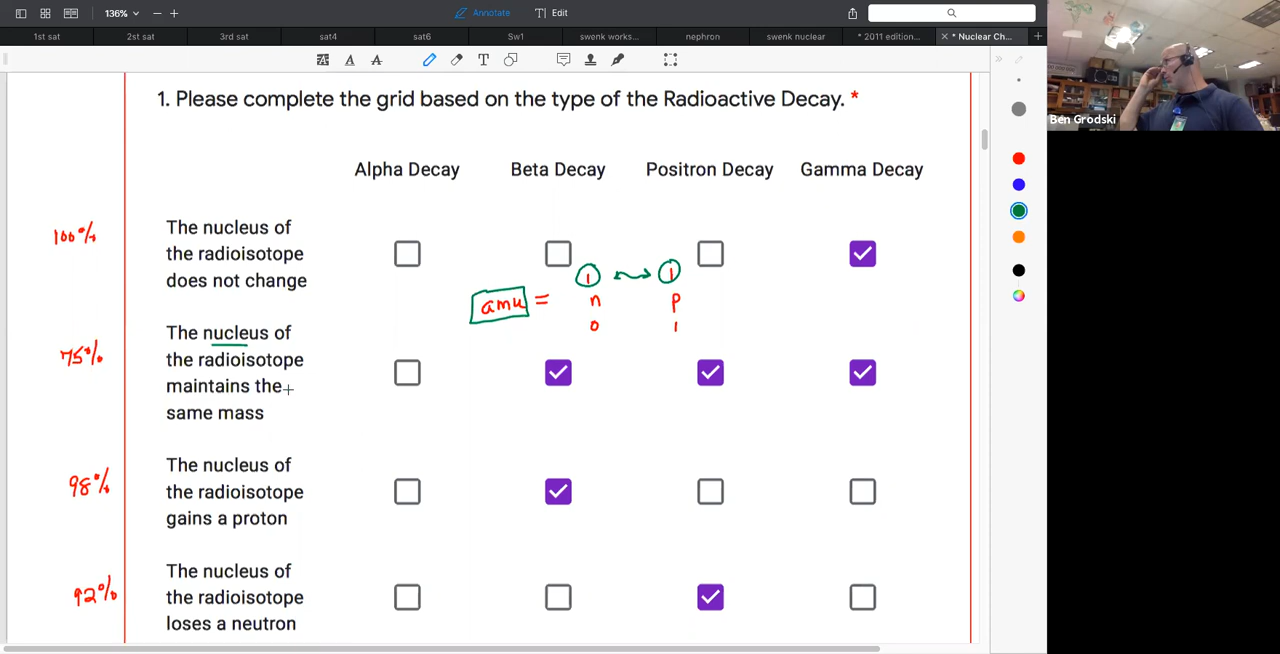 136%
Annotate
Edit
1st sat
2st sat
3rd sat
sat4
sat6
Sw1
swenk works...
nephron
swenk nuclear
* 2011 edition...
* Nuclear Ch...
Ben Grodski
1. Please complete the grid based on the type of the Radioactive Decay. *
Alpha Decay
Beta Decay
Positron Decay
Gamma Decay
100%
The nucleus of
the radioisotope
does not change
1
1
amu =
n
p
0
1
75%
The nucleus of
the radioisotope
maintains the
same mass
98%
The nucleus of
the radioisotope
gains a proton
92%
The nucleus of
the radioisotope
loses a neutron